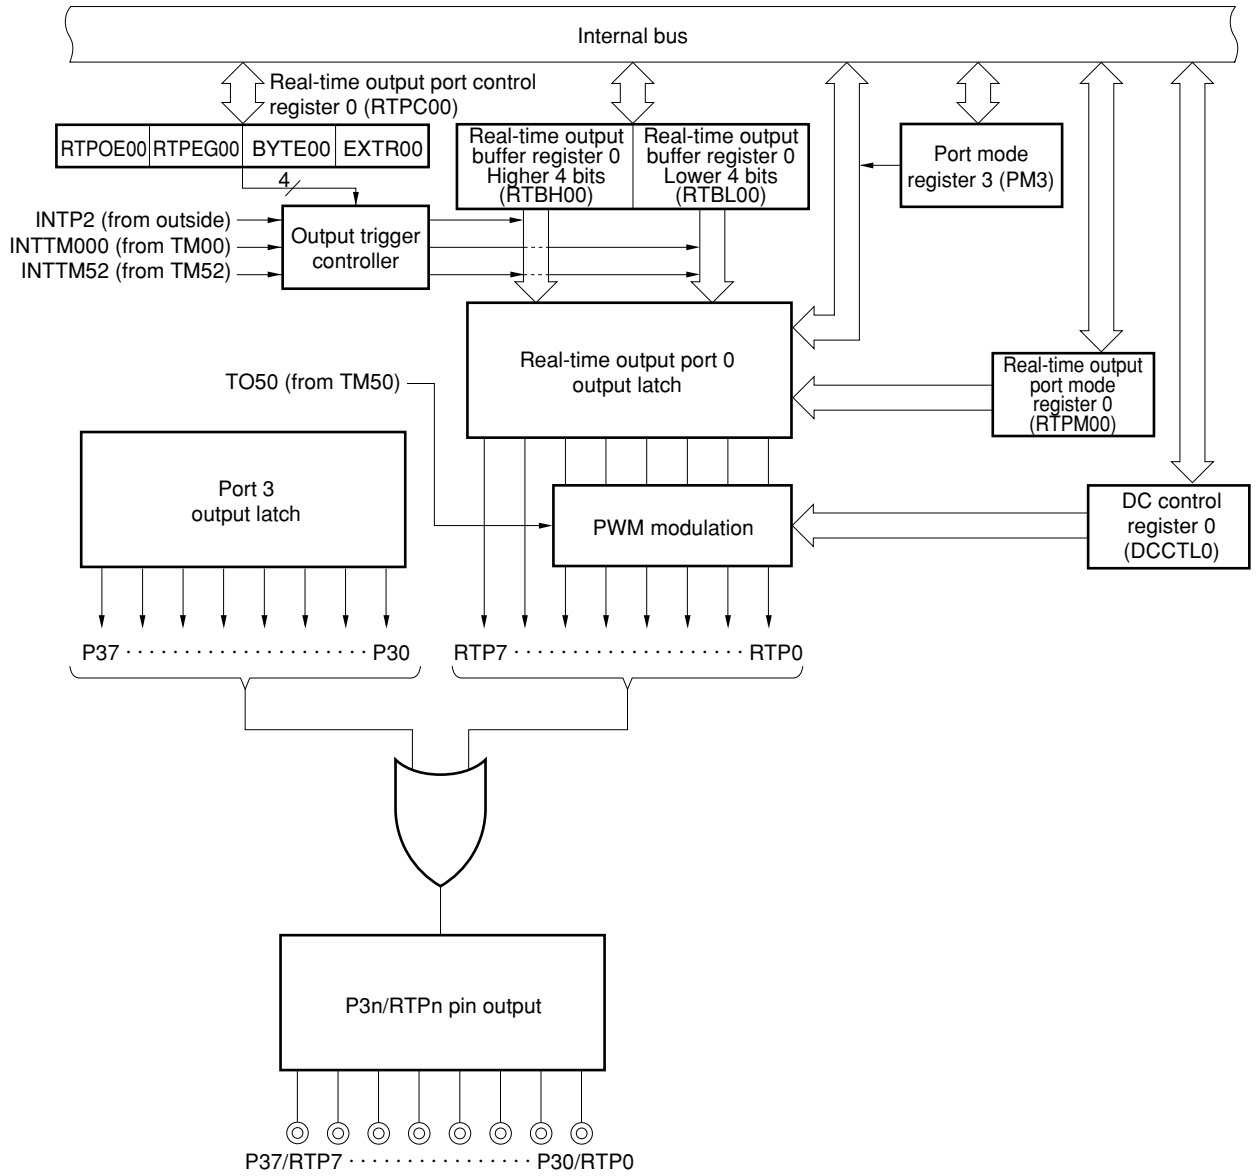 Internal bus
Real-time output port control
register 0 (RTPC00)
RTPOE00 RTPEG00 BYTE00 EXTR00
4
Real-time output
buffer register 0
Higher 4 bits
(RTBH00)
Real-time output
buffer register 0
Lower 4 bits
(RTBL00)
Port mode
register 3 (PM3)
INTP2 (from outside)
INTTM000 (from TM00)
INTTM52 (from TM52)
Output trigger
controller
Real-time output port 0
output latch
Real-time output
port mode
register 0
(RTPM00)
TO50 (from TM50)
Port 3
output latch
PWM modulation
DC control
register 0
(DCCTL0)
P37 · · · · · · · · · · · · · · · · · · · · · P30
RTP7 · · · · · · · · · · · · · · · · · · · · RTP0
P3n/RTPn pin output
P37/RTP7 · · · · · · · · · · · · · · · · P30/RTP0